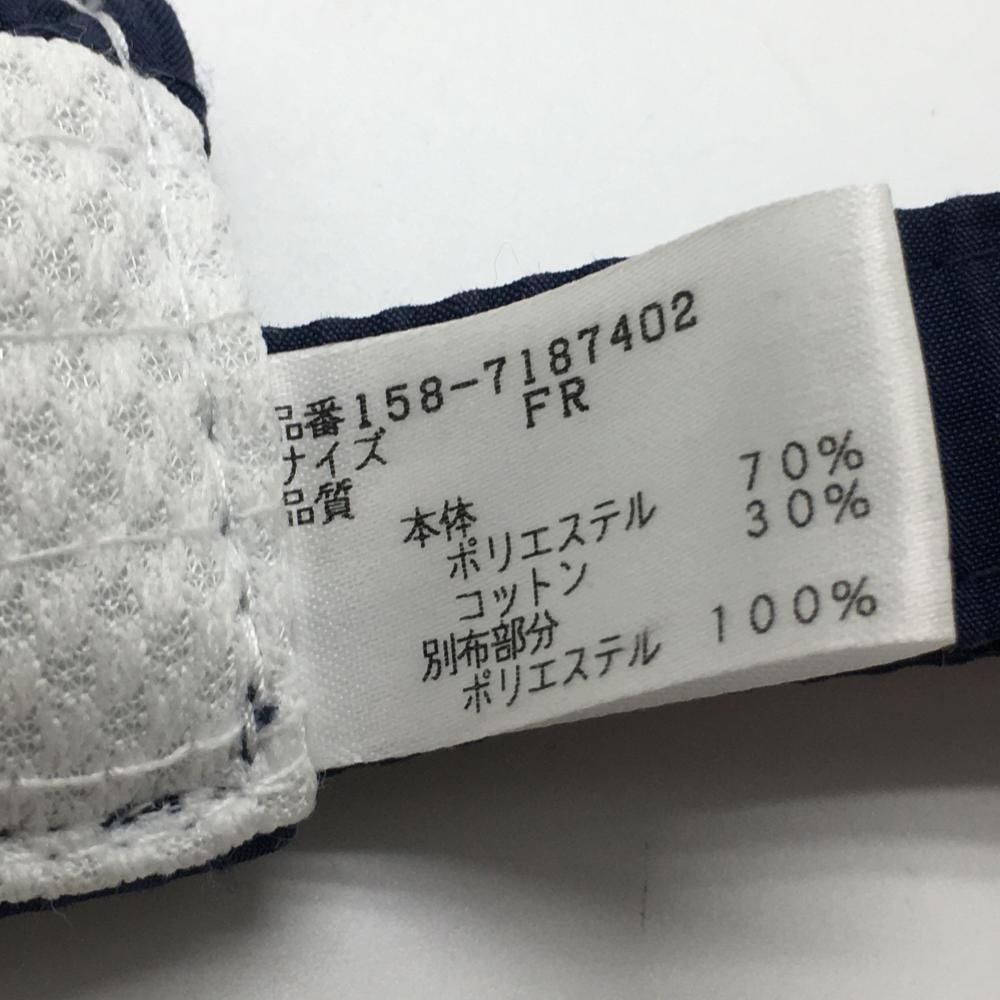 品番158-7187402
サイズ FR
品質
本体
ポリエステル 70%
コットン 30%
別布部分
ポリエステル 100%